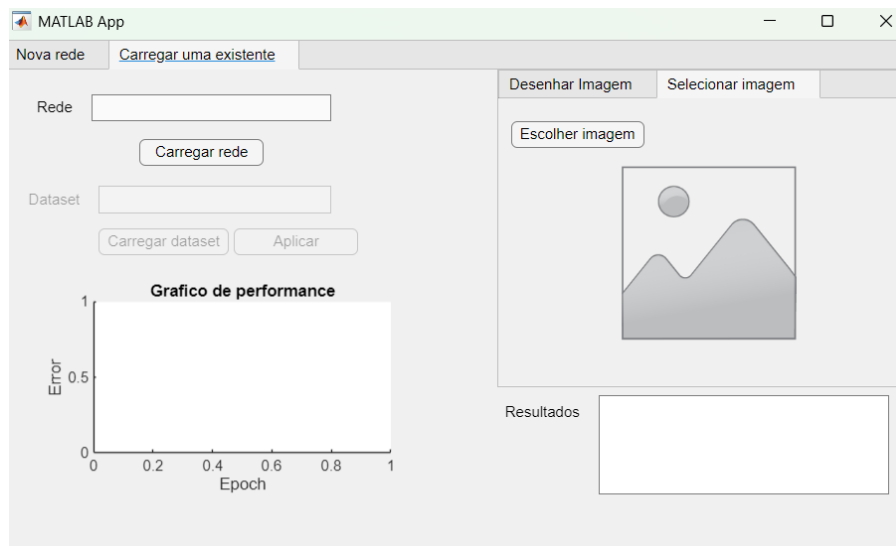 MATLAB App
Nova rede
Carregar uma existente
Rede
Carregar rede
Dataset
Carregar dataset
Aplicar
Grafico de performance
1
0.5
0
Error
0 0.2 0.4 0.6 0.8 1
Epoch
Desenhar Imagem
Selecionar imagem
Escolher imagem
Resultados